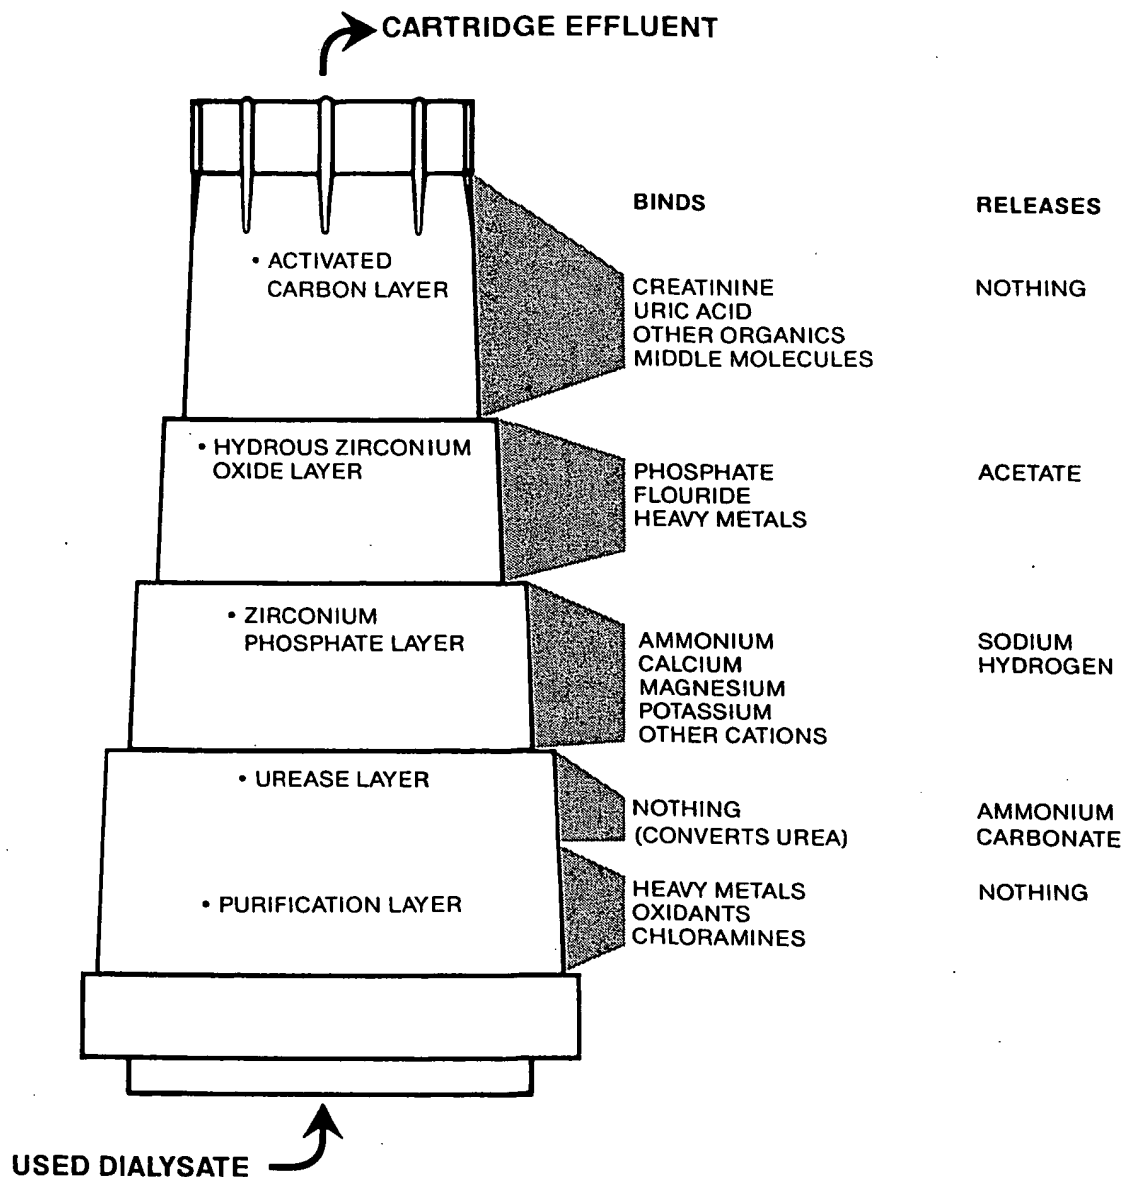 CARTRIDGE EFFLUENT
BINDS
RELEASES
• ACTIVATED
CARBON LAYER
CREATININE
URIC ACID
OTHER ORGANICS
MIDDLE MOLECULES
NOTHING
• HYDROUS ZIRCONIUM
OXIDE LAYER
PHOSPHATE
FLOURIDE
HEAVY METALS
ACETATE
• ZIRCONIUM
PHOSPHATE LAYER
AMMONIUM
CALCIUM
MAGNESIUM
POTASSIUM
OTHER CATIONS
SODIUM
HYDROGEN
• UREASE LAYER
NOTHING
(CONVERTS UREA)
AMMONIUM
CARBONATE
• PURIFICATION LAYER
HEAVY METALS
OXIDANTS
CHLORAMINES
NOTHING
USED DIALYSATE